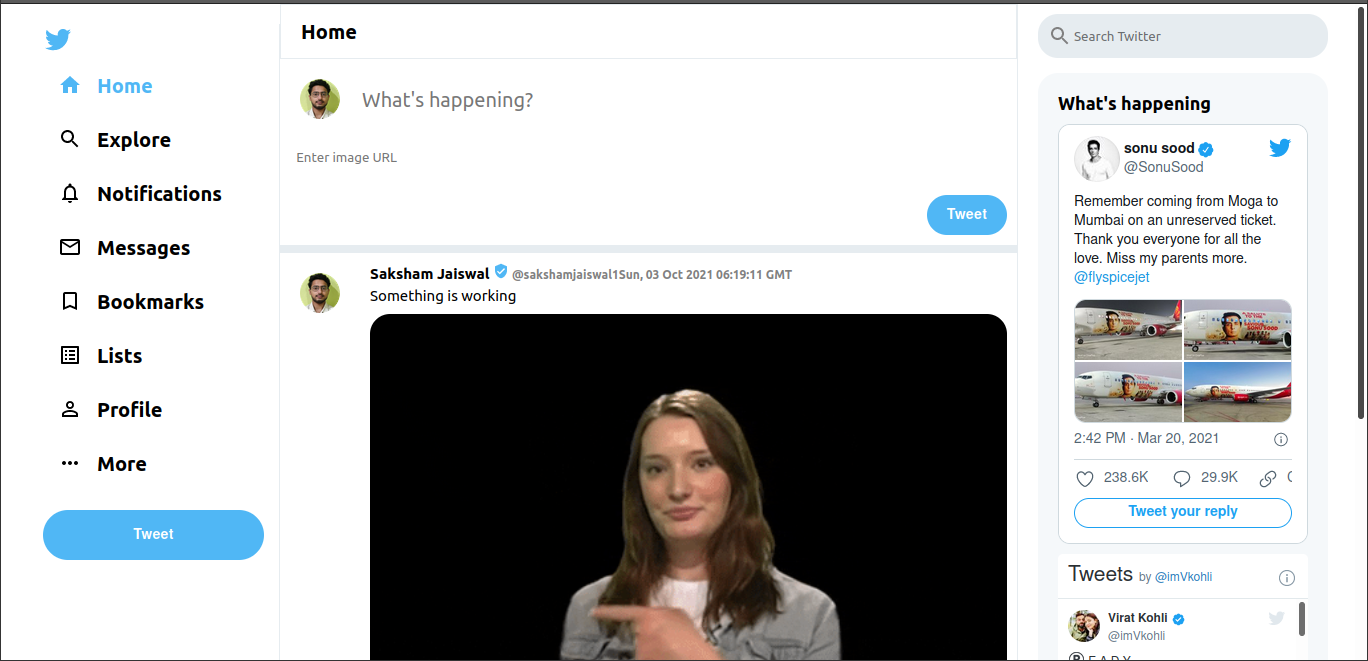 Home
Explore
Notifications
Messages
Bookmarks
Lists
Profile
More
Tweet
Home
What's happening?
Enter image URL
Tweet
Saksham Jaiswal @sakshamjaiswal1Sun, 03 Oct 2021 06:19:11 GMT
Something is working
Search Twitter
What's happening
sonu sood
@SonuSood
Remember coming from Moga to
Mumbai on an unreserved ticket.
Thank you everyone for all the
love. Miss my parents more.
@flyspicejet
2:42 PM · Mar 20, 2021
238.6K 29.9K
Tweet your reply
Tweets by @imVkohli
Virat Kohli
@imVkohli